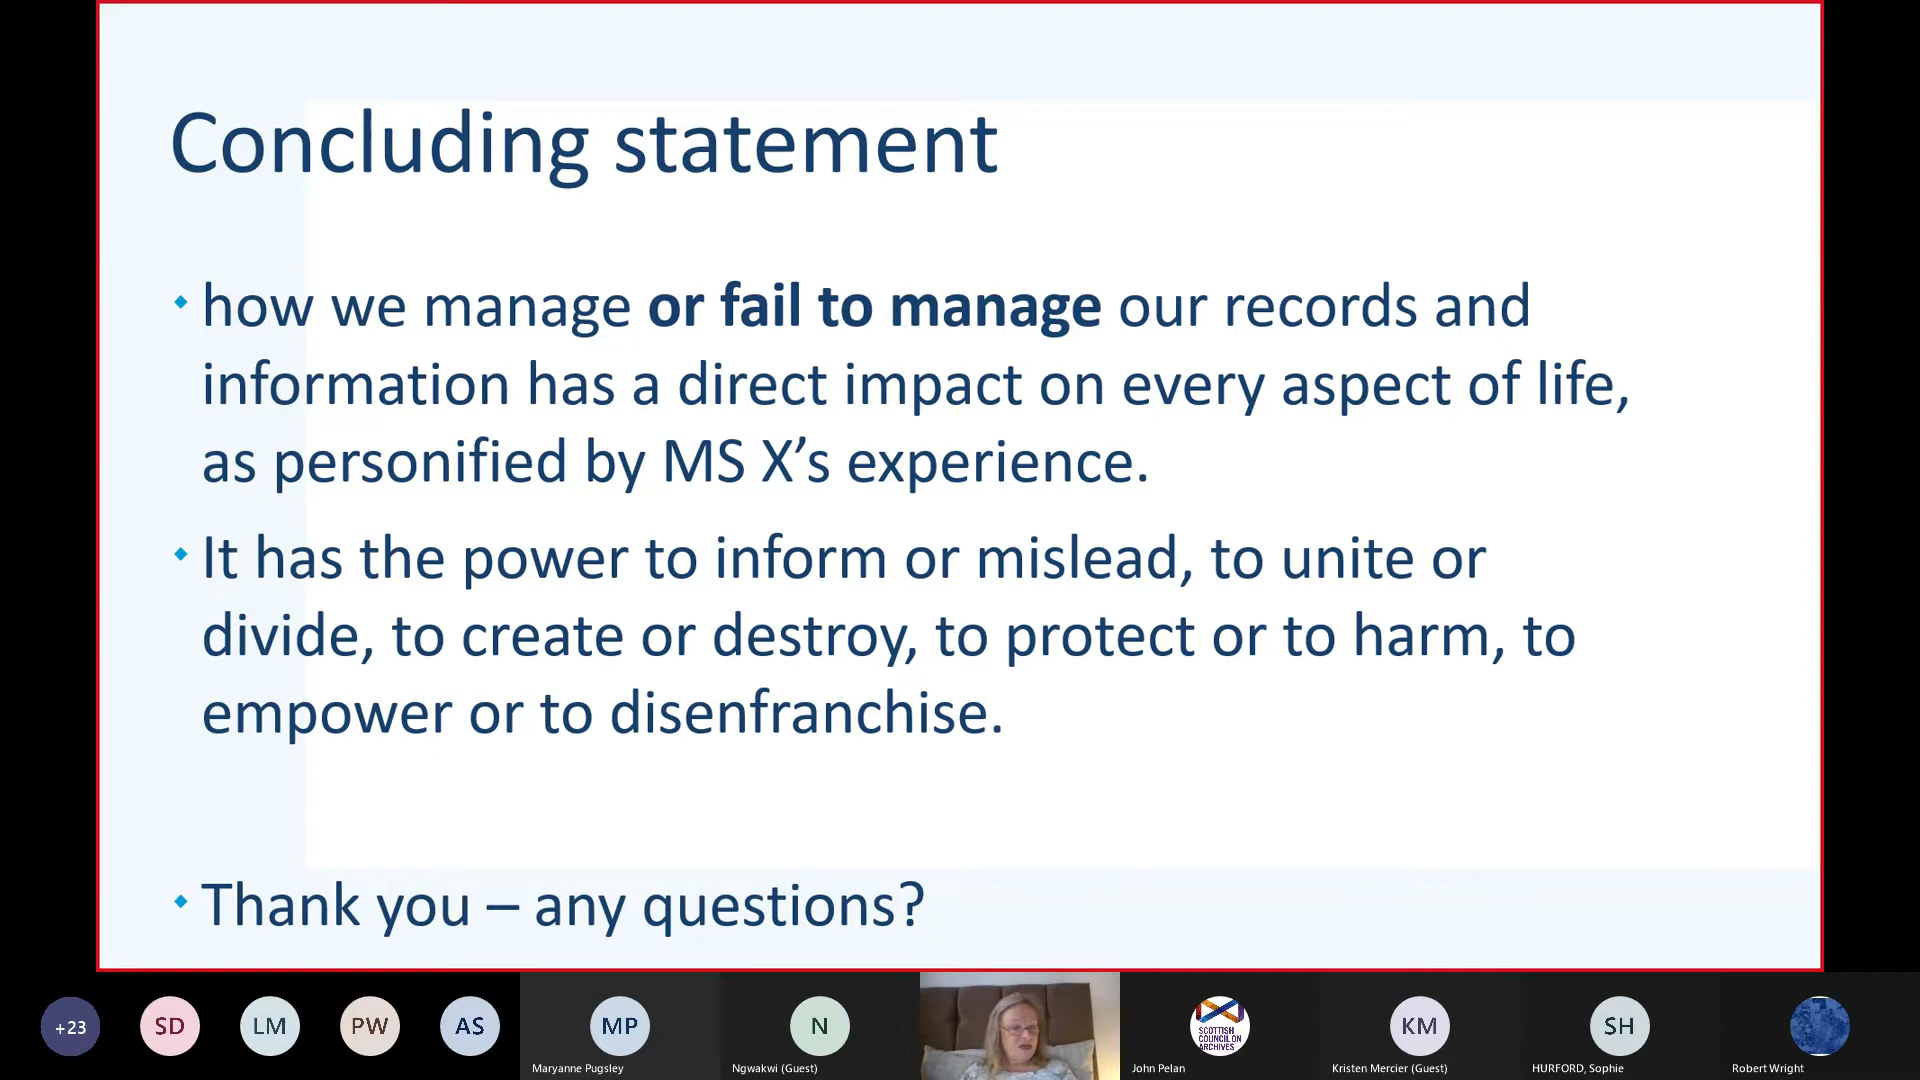 Concluding statement
how we manage or fail to manage our records and
information has a direct impact on every aspect of life,
as personified by MS X’s experience.
It has the power to inform or mislead, to unite or
divide, to create or destroy, to protect or to harm, to
empower or to disenfranchise.
Thank you – any questions?
+23
SD
LM
PW
AS
MP
Maryanne Pugsley
N
Ngwakwi (Guest)
SCOTTISH
COUNCIL ON
ARCHIVES
John Pelan
KM
Kristen Mercier (Guest)
SH
HURFORD, Sophie
Robert Wright